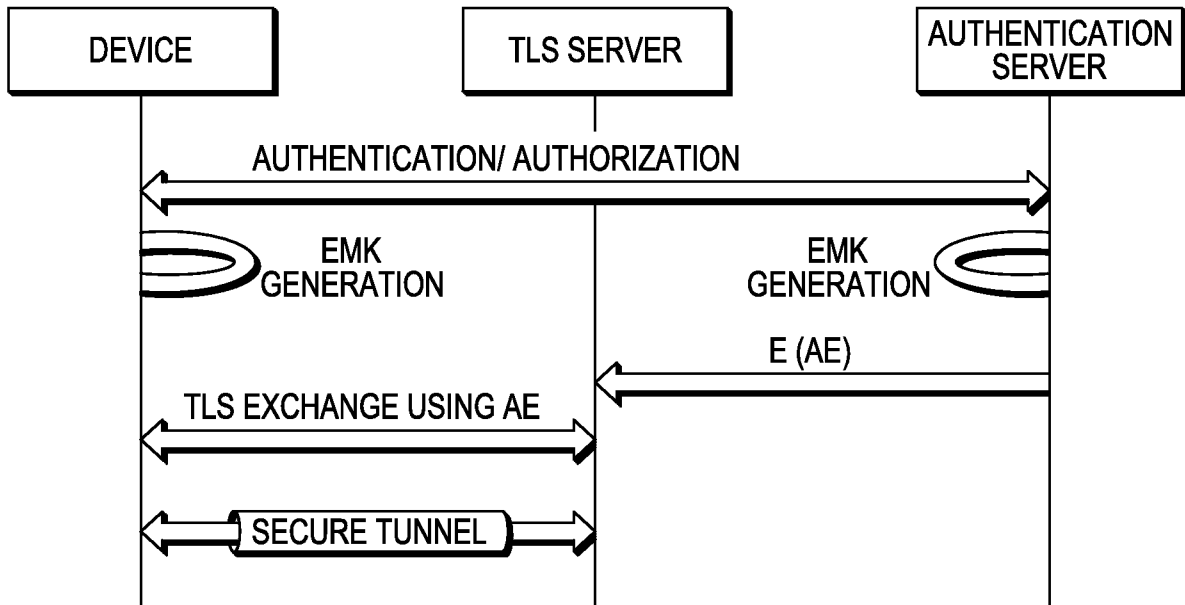 DEVICE
TLS SERVER
AUTHENTICATION
SERVER
AUTHENTICATION/ AUTHORIZATION
EMK
GENERATION
EMK
GENERATION
E (AE)
TLS EXCHANGE USING AE
SECURE TUNNEL